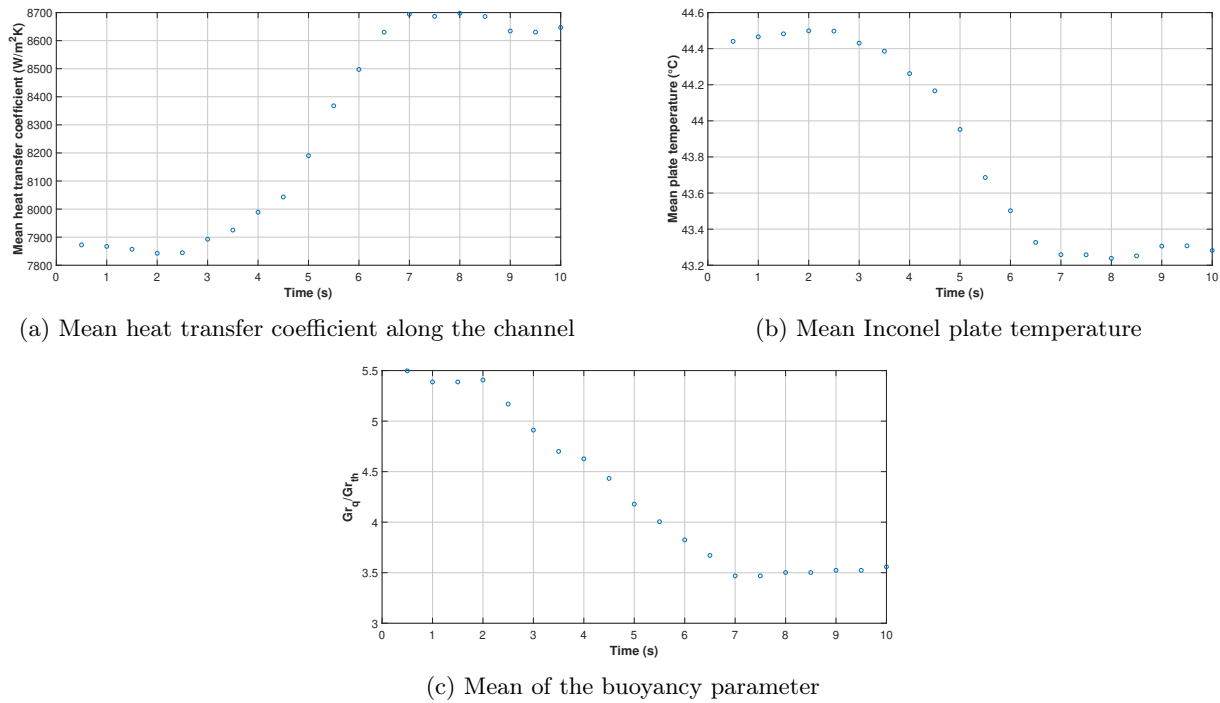 Mean heat transfer coefficient (W/m²K)
8700
8600
8500
8400
8300
8200
8100
8000
7900
7800
0 1 2 3 4 5 6 7 8 9 10
Time (s)
(a) Mean heat transfer coefficient along the channel
Mean plate temperature (°C)
44.6
44.4
44.2
44
43.8
43.6
43.4
43.2
0 1 2 3 4 5 6 7 8 9 10
Time (s)
(b) Mean Inconel plate temperature
Gr_q/Gr_th
5.5
5
4.5
4
3.5
3
0 1 2 3 4 5 6 7 8 9 10
Time (s)
(c) Mean of the buoyancy parameter